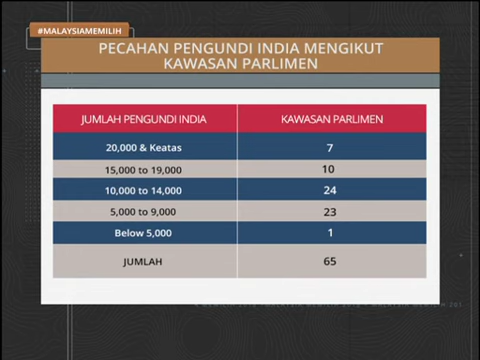 #MALAYSIAMEMILIH
PECAHAN PENGUNDI INDIA MENGIKUT
KAWASAN PARLIMEN
JUMLAH PENGUNDI INDIA KAWASAN PARLIMEN
20,000 & Keatas 7
15,000 to 19,000 10
10,000 to 14,000 24
5,000 to 9,000 23
Below 5,000 1
JUMLAH 65